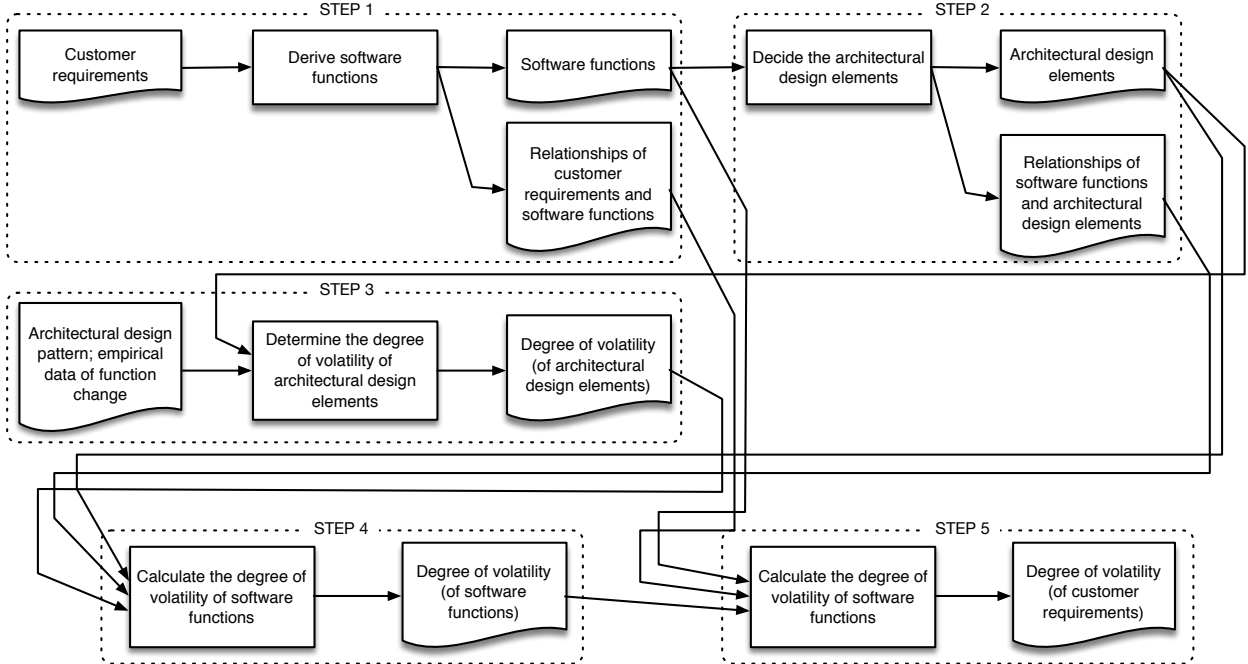 STEP 1
Customer
requirements
Derive software
functions
Software functions
Relationships of
customer
requirements and
software functions
STEP 2
Decide the architectural
design elements
Architectural design
elements
Relationships of
software functions
and architectural
design elements
STEP 3
Architectural design
pattern; empirical
data of function
change
Determine the degree
of volatility of
architectural design
elements
Degree of volatility
(of architectural
design elements)
STEP 4
Calculate the degree of
volatility of software
functions
Degree of volatility
(of software
functions)
STEP 5
Calculate the degree of
volatility of software
functions
Degree of volatility
(of customer
requirements)